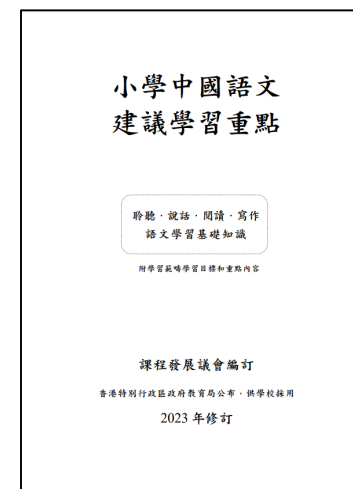 小學中國語文
建議學習重點
聆聽．說話．閱讀．寫作
語文學習基礎知識
附學習範疇學習目標和重點內容
課程發展議會編訂
香港特別行政區政府教育局公布．供學校採用
2023 年修訂